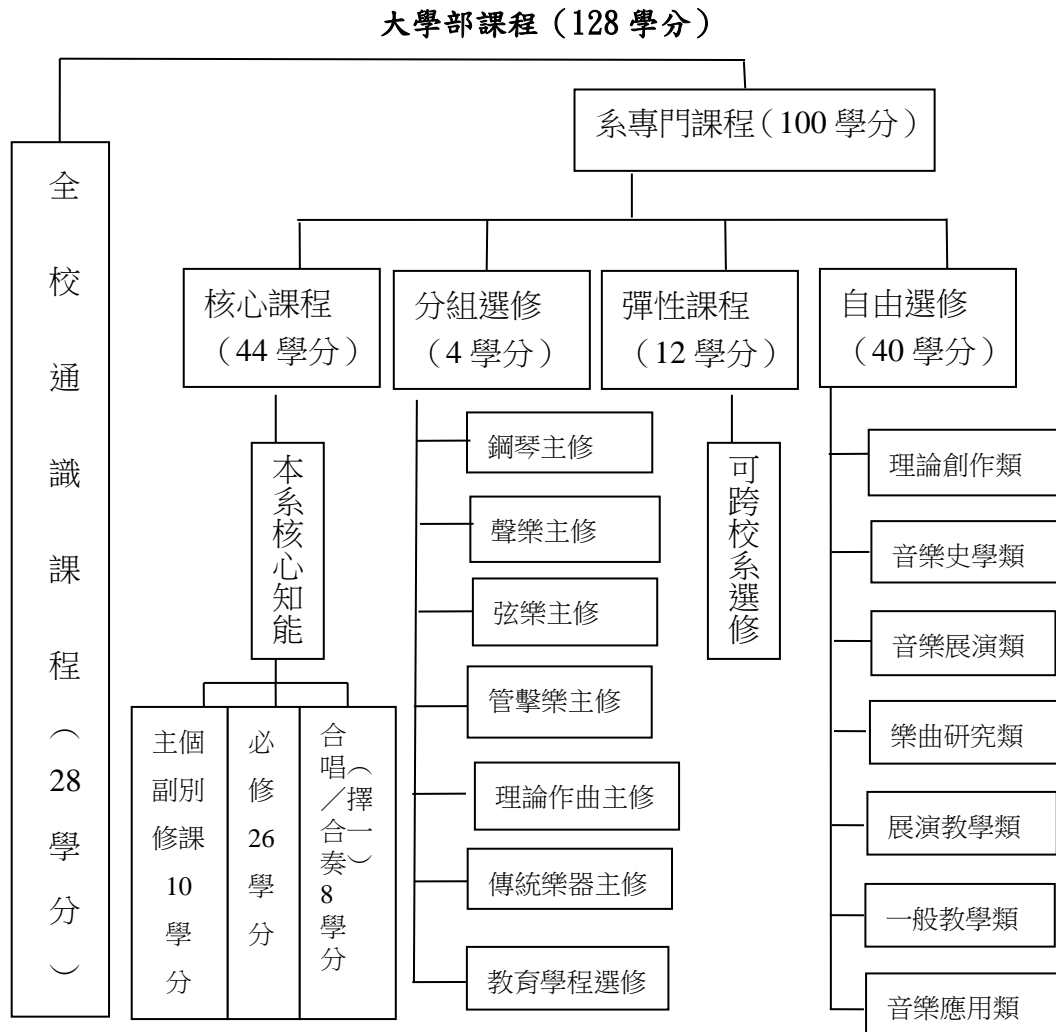 大學部課程（128 學分）
系專門課程（100 學分）
全校通識課程（28學分）
核心課程
（44 學分）
分組選修
（4 學分）
彈性課程
（12 學分）
自由選修
（40 學分）
本系核心知能
個別課
主副修
10
學
分
必
修
26
學
分
（擇一）
合唱／合奏8學分
鋼琴主修
聲樂主修
弦樂主修
管擊樂主修
理論作曲主修
傳統樂器主修
教育學程選修
可跨校系選修
理論創作類
音樂史學類
音樂展演類
樂曲研究類
展演教學類
一般教學類
音樂應用類